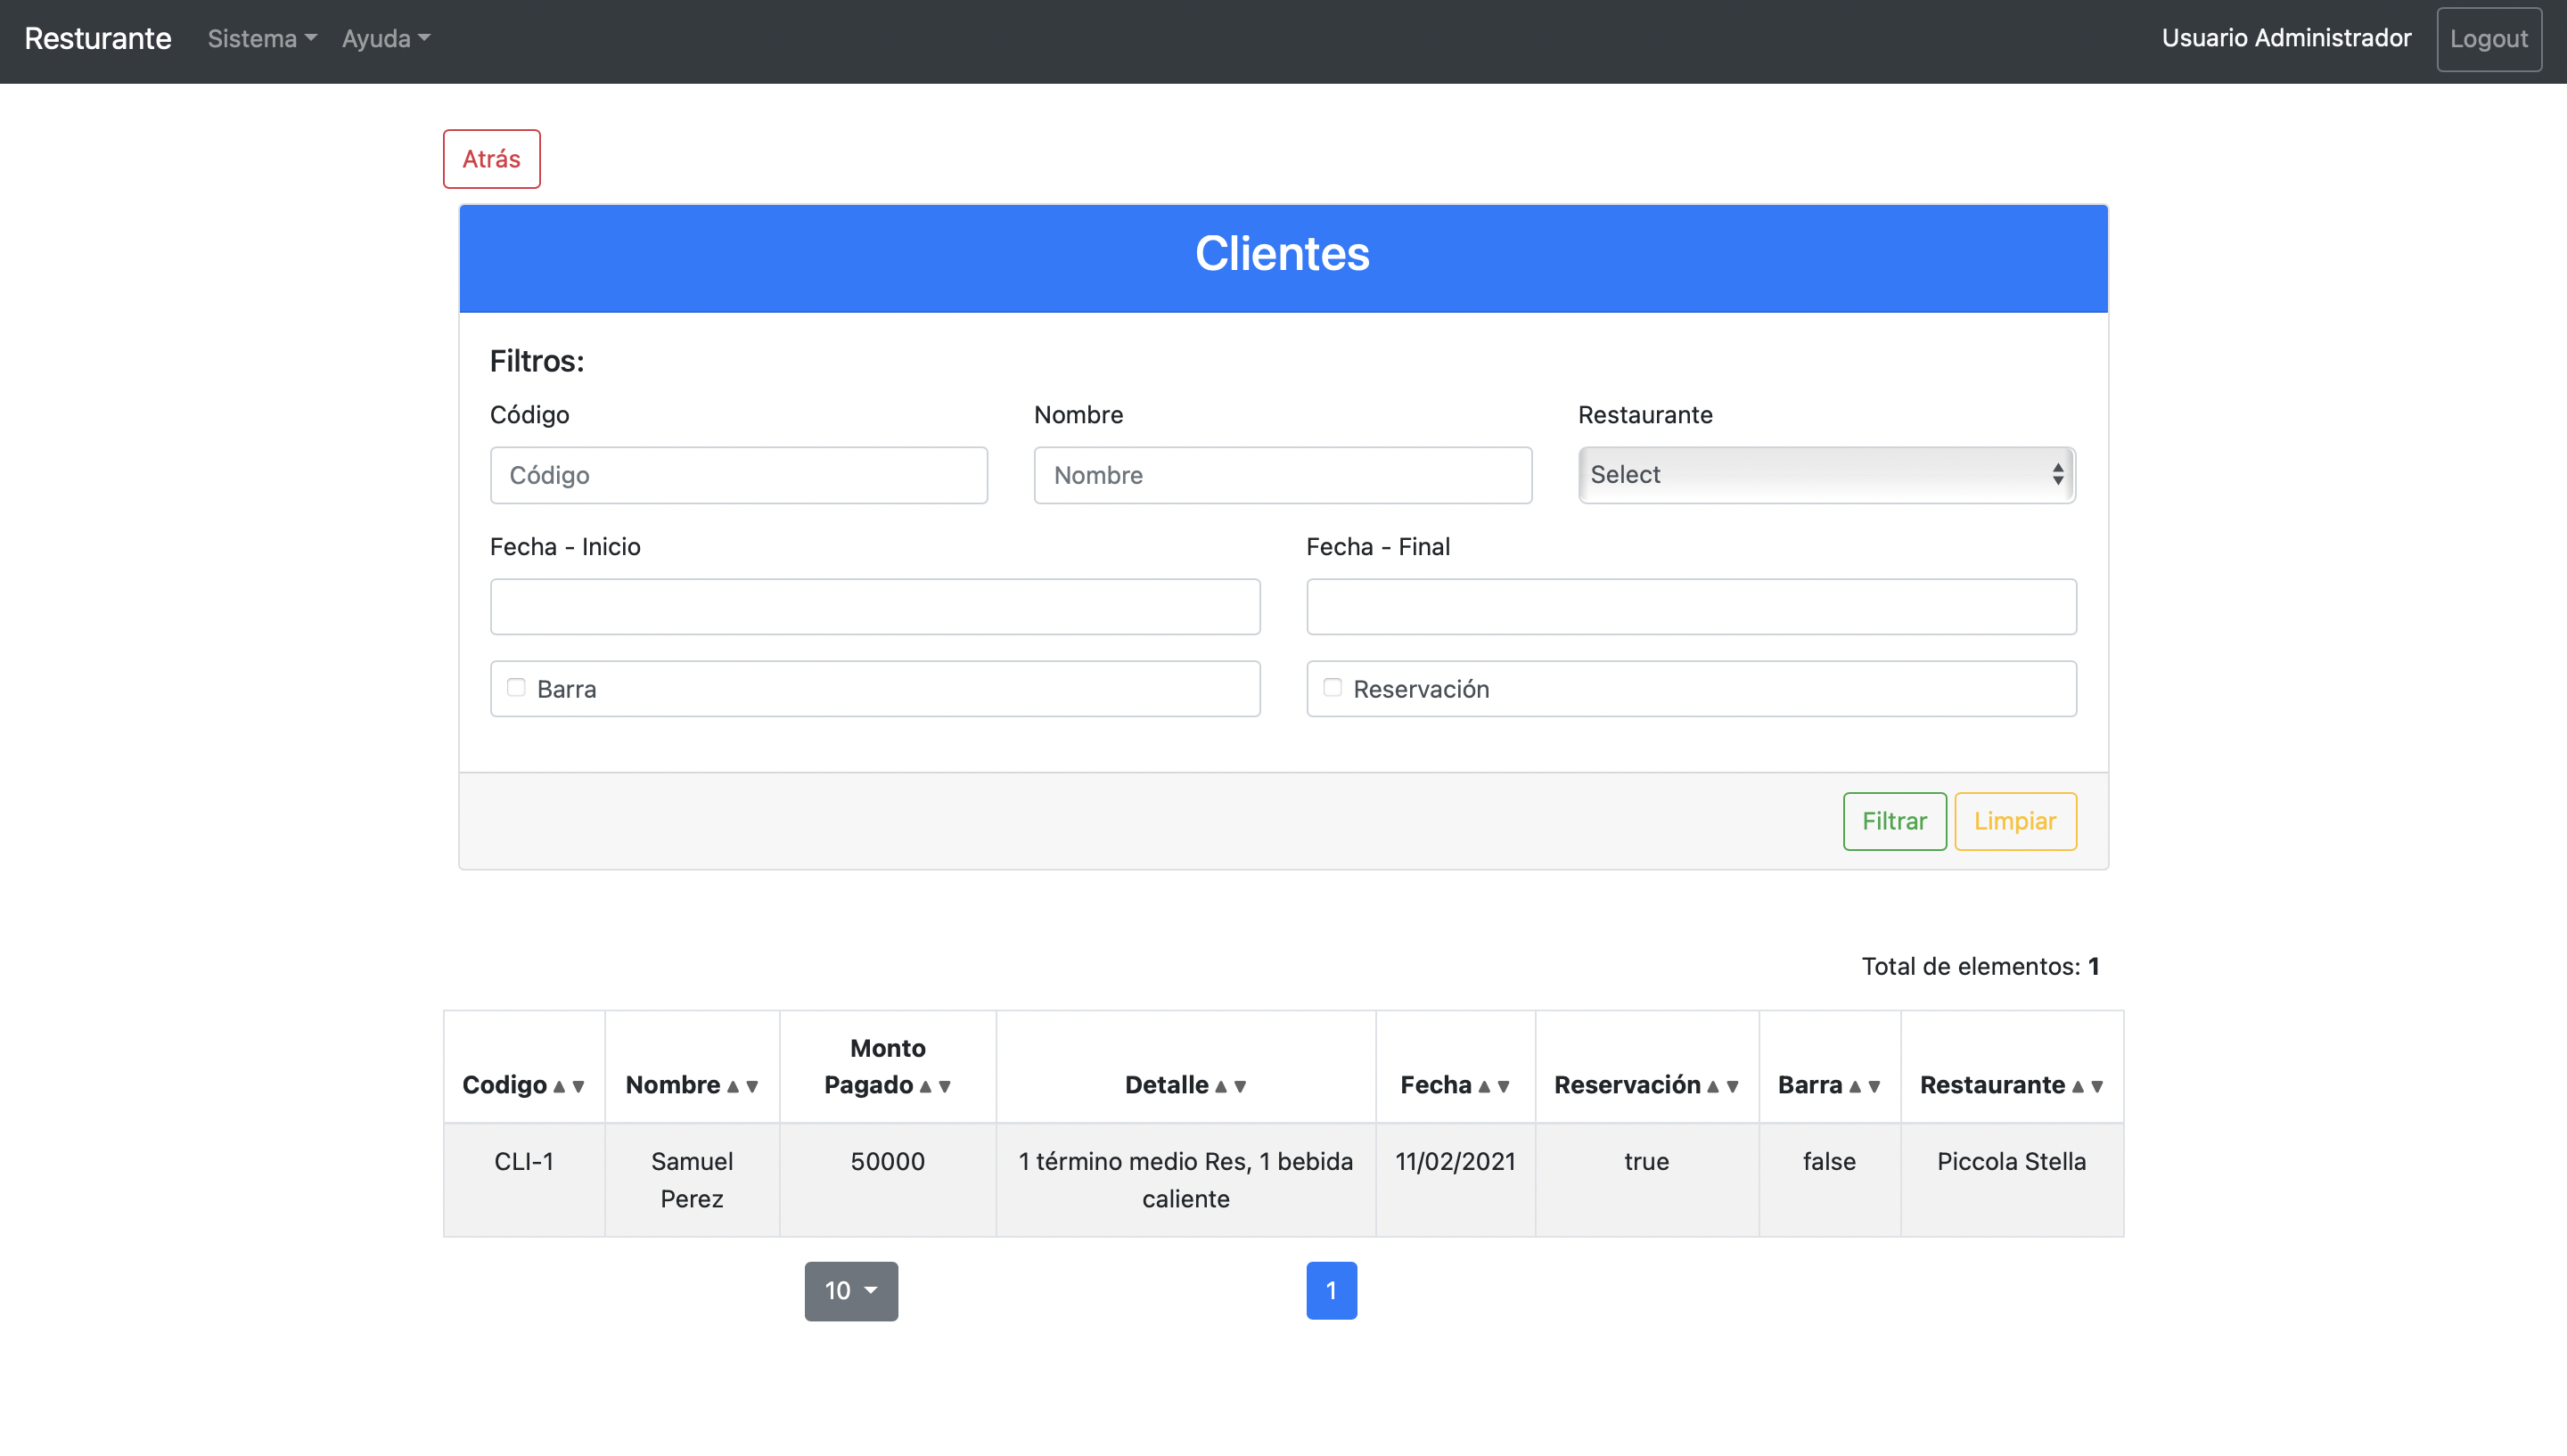 Resturante Sistema Ayuda Usuario Administrador Logout
Atrás
Clientes
Filtros:
Código Nombre Restaurante
Código Nombre Select
Fecha - Inicio Fecha - Final
Barra Reservación
Filtrar Limpiar
Total de elementos: 1
Monto
Codigo Nombre Pagado Detalle Fecha Reservación Barra Restaurante
CLI-1 Samuel 50000 1 término medio Res, 1 bebida 11/02/2021 true false Piccola Stella
Perez caliente
10 1